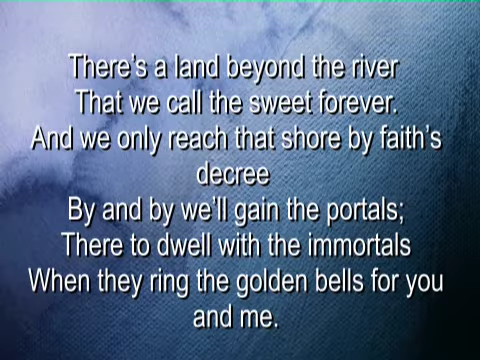 There's a land beyond the river
That we call the sweet forever.
And we only reach that shore by faith's
decree
By and by we'll gain the portals;
There to dwell with the immortals
When they ring the golden bells for you
and me.